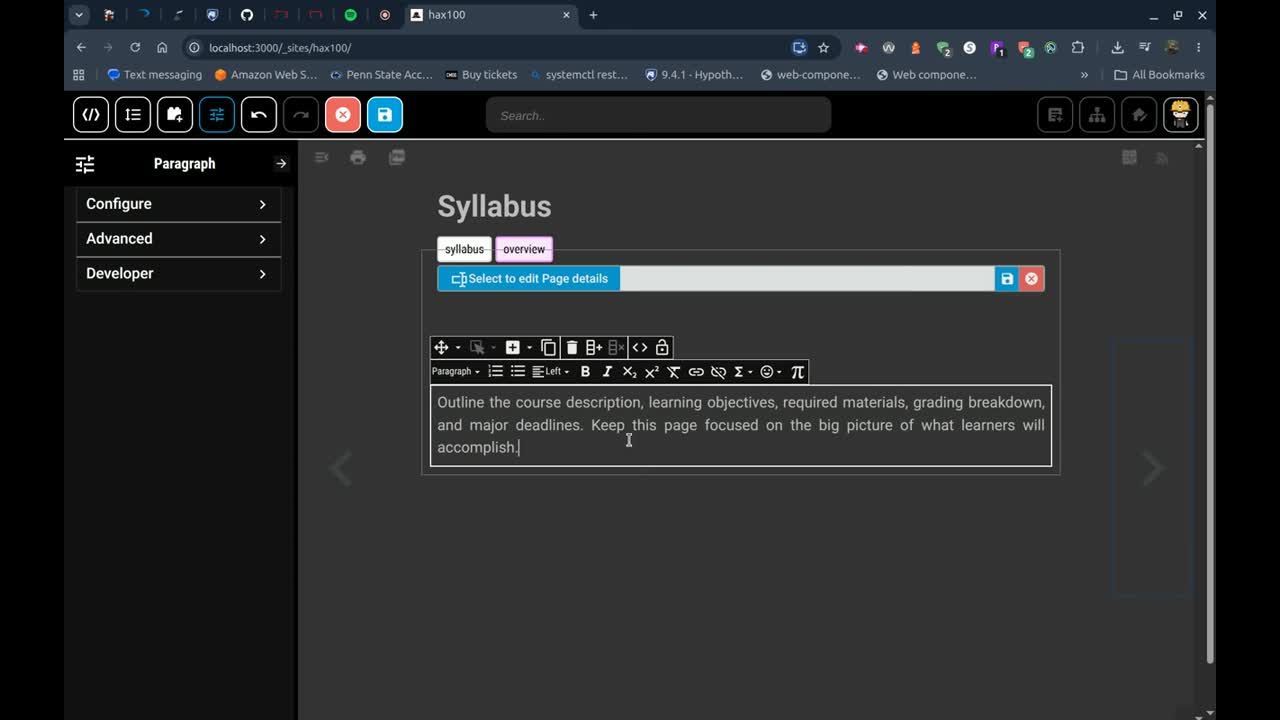 hax100
localhost:3000/_sites/hax100/
Text messaging
Amazon Web S...
Penn State Acc...
Buy tickets
systemctl rest...
9.4.1 - Hypoth...
web-compone...
Web compone...
»
All Bookmarks
Search..
Paragraph
Configure
Advanced
Developer
Syllabus
syllabus
overview
Select to edit Page details
Paragraph
Left
B
I
X₂
X²
Σ
π
Outline the course description, learning objectives, required materials, grading breakdown,
and major deadlines. Keep this page focused on the big picture of what learners will
accomplish.